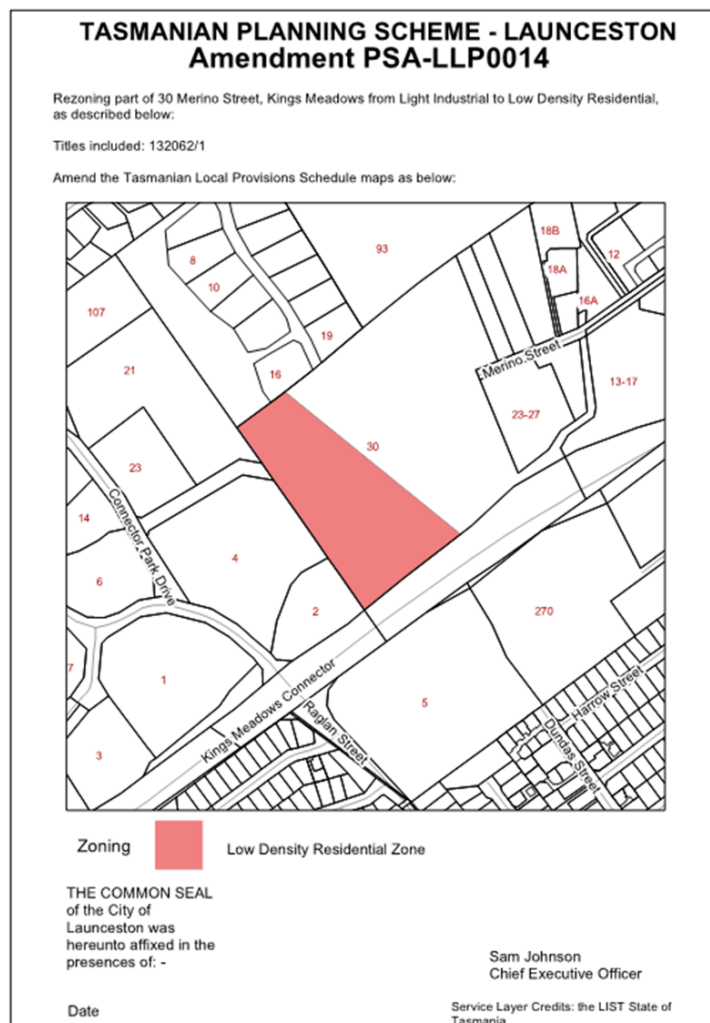 TASMANIAN PLANNING SCHEME - LAUNCESTON
Amendment PSA-LLP0014
Rezoning part of 30 Merino Street, Kings Meadows from Light Industrial to Low Density Residential,
as described below:
Titles included: 132062/1
Amend the Tasmanian Local Provisions Schedule maps as below:
18B
93
12
8
18A
10
16A
107
19
Merino Street
21
16
13-17
23-27
30
23
14
Connector Park Drive
4
6
2
270
7
1
Kings Meadows Connector
Harrow Street
5
Raglan Street
Dundas Street
3
Zoning
Low Density Residential Zone
THE COMMON SEAL
of the City of
Launceston was
hereunto affixed in the
presences of: -
Sam Johnson
Chief Executive Officer
Date
Service Layer Credits: the LIST State of
Tasmania